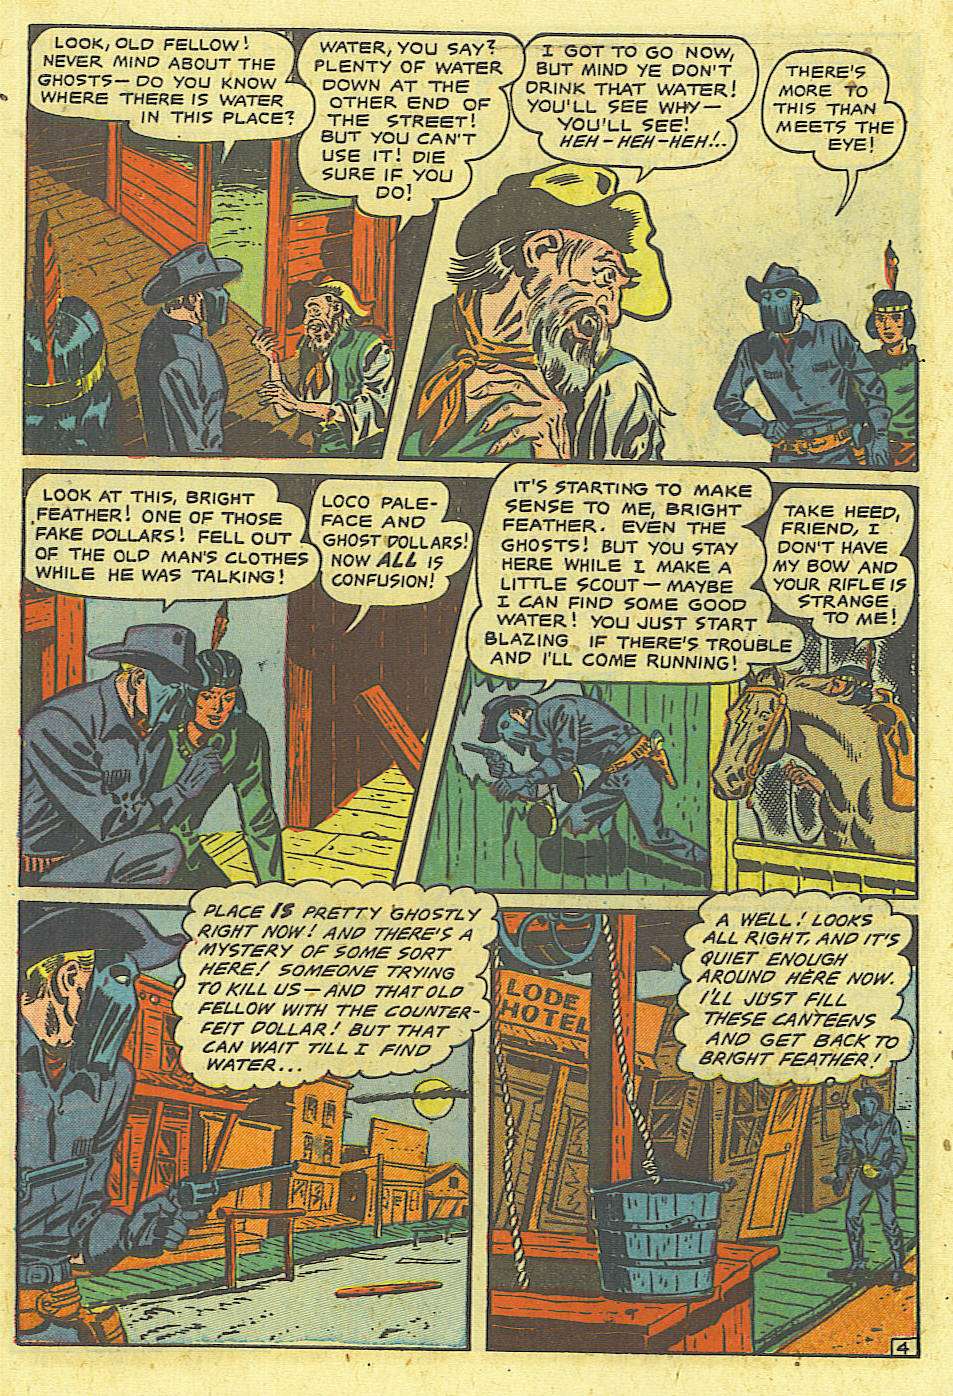 LOOK, OLD FELLOW!
NEVER MIND ABOUT THE
GHOSTS— DO YOU KNOW
WHERE THERE IS WATER
IN THIS PLACE?
WATER, YOU SAY?
PLENTY OF WATER
DOWN AT THE
OTHER END OF
THE STREET!
BUT YOU CAN'T
USE IT! DIE
SURE IF YOU
DO!
I GOT TO GO NOW,
BUT MIND YE DON'T
DRINK THAT WATER!
YOU'LL SEE WHY—
YOU'LL SEE!
HEH-HEH-HEH!..
THERE'S
MORE TO
THIS THAN
MEETS THE
EYE!
LOOK AT THIS, BRIGHT
FEATHER! ONE OF THOSE
FAKE DOLLARS! FELL OUT
OF THE OLD MAN'S CLOTHES
WHILE HE WAS TALKING!
LOCO PALE-
FACE AND
GHOST DOLLARS!
NOW ALL IS
CONFUSION!
IT'S STARTING TO MAKE
SENSE TO ME, BRIGHT
FEATHER. EVEN THE
GHOSTS! BUT YOU STAY
HERE WHILE I MAKE A
LITTLE SCOUT— MAYBE
I CAN FIND SOME GOOD
WATER! YOU JUST START
BLAZING, IF THERE'S TROUBLE
AND I'LL COME RUNNING!
TAKE HEED,
FRIEND, I
DON'T HAVE
MY BOW AND
YOUR RIFLE IS
STRANGE
TO ME!
PLACE IS PRETTY GHOSTLY
RIGHT NOW! AND THERE'S A
MYSTERY OF SOME SORT
HERE! SOMEONE TRYING
TO KILL US— AND THAT OLD
FELLOW WITH THE COUNTER-
FEIT DOLLAR! BUT THAT
CAN WAIT TILL I FIND
WATER...
A WELL! LOOKS
ALL RIGHT, AND IT'S
QUIET ENOUGH
AROUND HERE NOW.
I'LL JUST FILL
THESE CANTEENS
AND GET BACK TO
BRIGHT FEATHER!
LODE
HOTEL
4